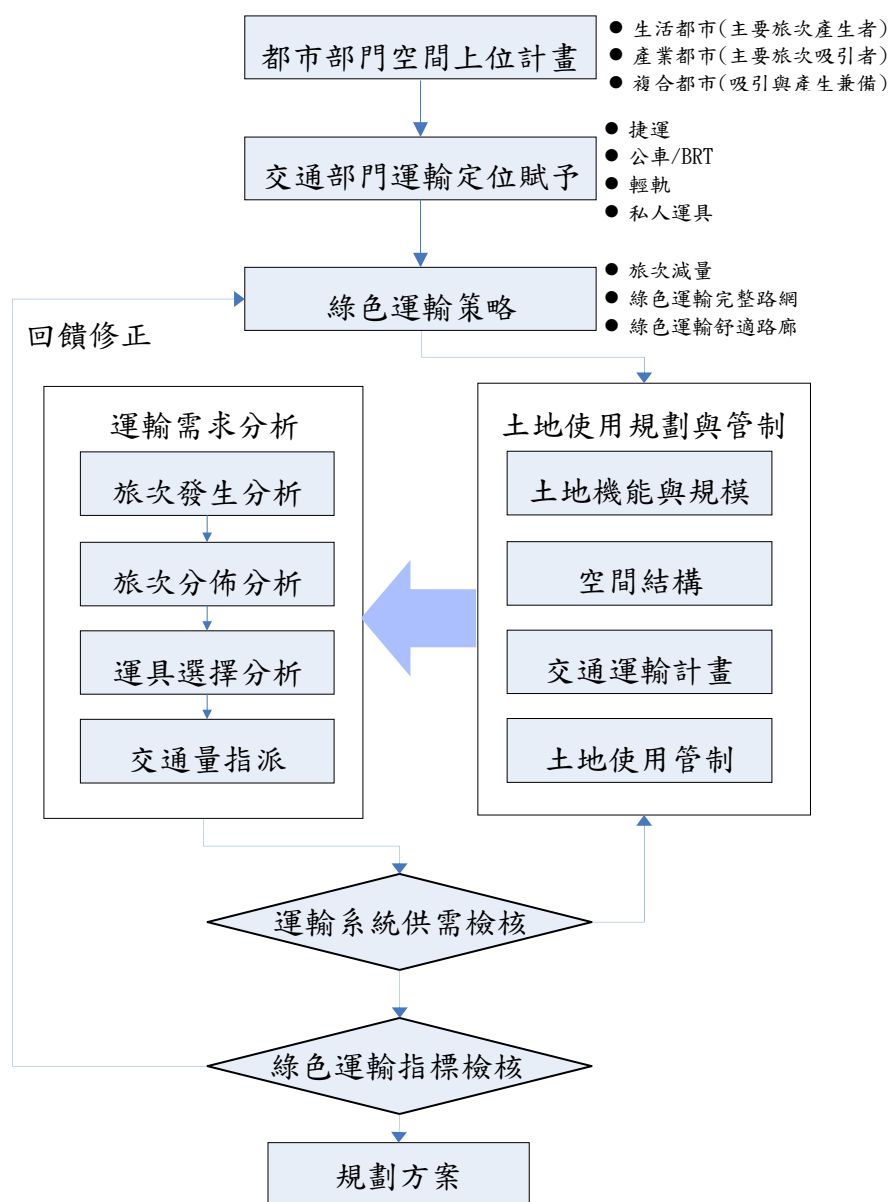 都市部門空間上位計畫
● 生活都市(主要旅次產生者)
● 產業都市(主要旅次吸引者)
● 複合都市(吸引與產生兼備)
交通部門運輸定位賦予
● 捷運
● 公車/BRT
● 輕軌
● 私人運具
綠色運輸策略
● 旅次減量
● 綠色運輸完整路網
● 綠色運輸舒適路廊
回饋修正
運輸需求分析
旅次發生分析
旅次分佈分析
運具選擇分析
交通量指派
土地使用規劃與管制
土地機能與規模
空間結構
交通運輸計畫
土地使用管制
運輸系統供需檢核
綠色運輸指標檢核
規劃方案